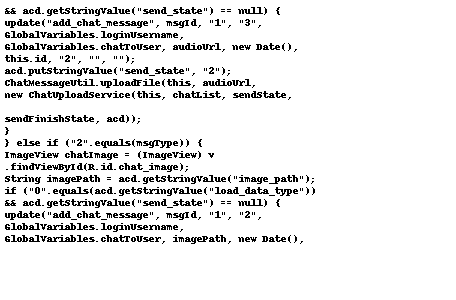 && acd.getStringValue("send_state") == null) {
update("add_chat_message", msgId, "1", "3",
GlobalVariables.loginUsername,
GlobalVariables.chatToUser, audioUrl, new Date(),
this.id, "2", "", "");
acd.putStringValue("send_state", "2");
ChatMessageUtil.uploadFile(this, audioUrl,
new ChatUploadService(this, chatList, sendState,
sendFinishState, acd));
}
} else if ("2".equals(msgType)) {
ImageView chatImage = (ImageView) v
.findViewById(R.id.chat_image);
String imagePath = acd.getStringValue("image_path");
if ("0".equals(acd.getStringValue("load_data_type"))
&& acd.getStringValue("send_state") == null) {
update("add_chat_message", msgId, "1", "2",
GlobalVariables.loginUsername,
GlobalVariables.chatToUser, imagePath, new Date(),